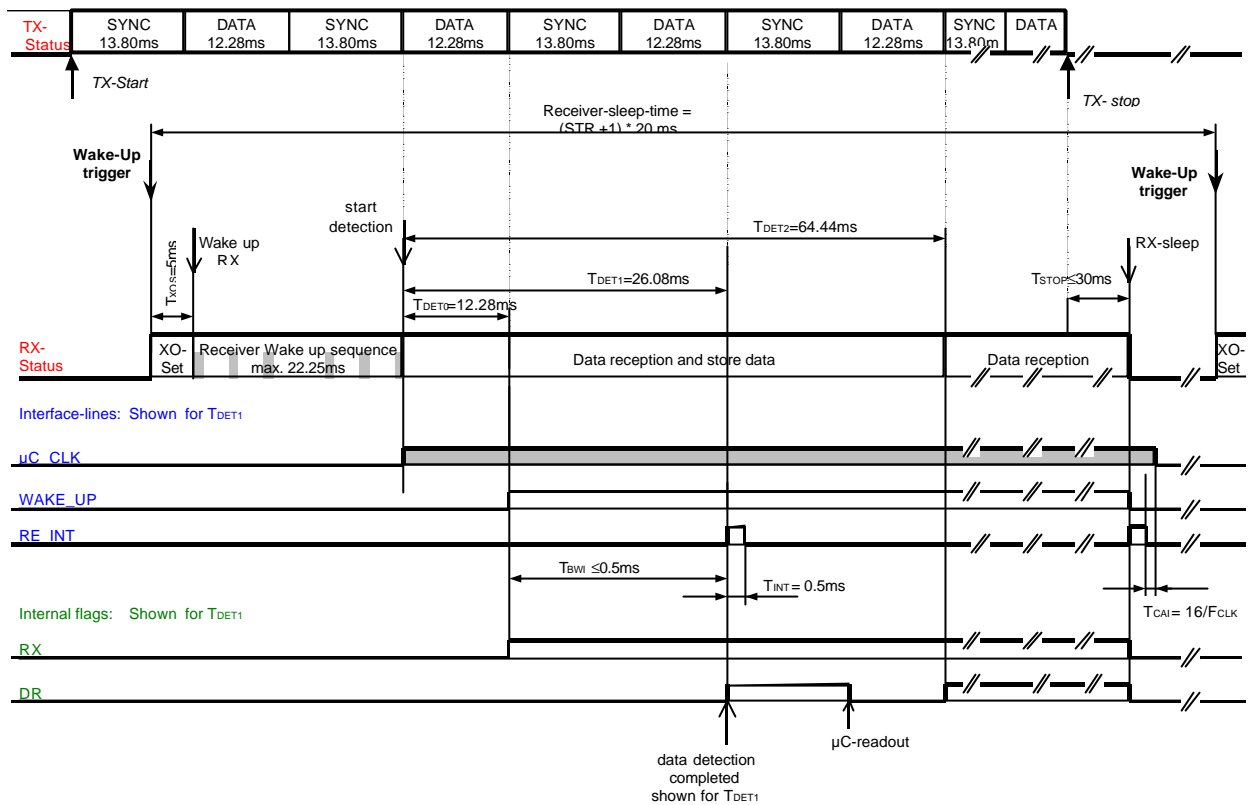 TX-
Status
SYNC
13.80ms
DATA
12.28ms
SYNC
13.80ms
DATA
12.28ms
SYNC
13.80ms
DATA
12.28ms
SYNC
13.80ms
DATA
12.28ms
SYNC
13.80m
DATA
TX-Start
TX- stop
Receiver-sleep-time =
(STR +1) * 20 ms
Wake-Up
trigger
Wake-Up
trigger
start
detection
TDET2=64.44ms
Wake up
RX
RX-sleep
TXOS=5ms
TDET1=26.08ms
TSTOP≤30ms
TDET0=12.28ms
RX-
Status
XO-
Set
Receiver Wake up sequence
max. 22.25ms
Data reception and store data
Data reception
XO-
Set
Interface-lines: Shown for TDET1
µC_CLK
WAKE_UP
RE_INT
TBWI ≤0.5ms
TINT= 0.5ms
TCAI= 16/FCLK
Internal flags: Shown for TDET1
RX
DR
µC-readout
data detection
completed
shown for TDET1